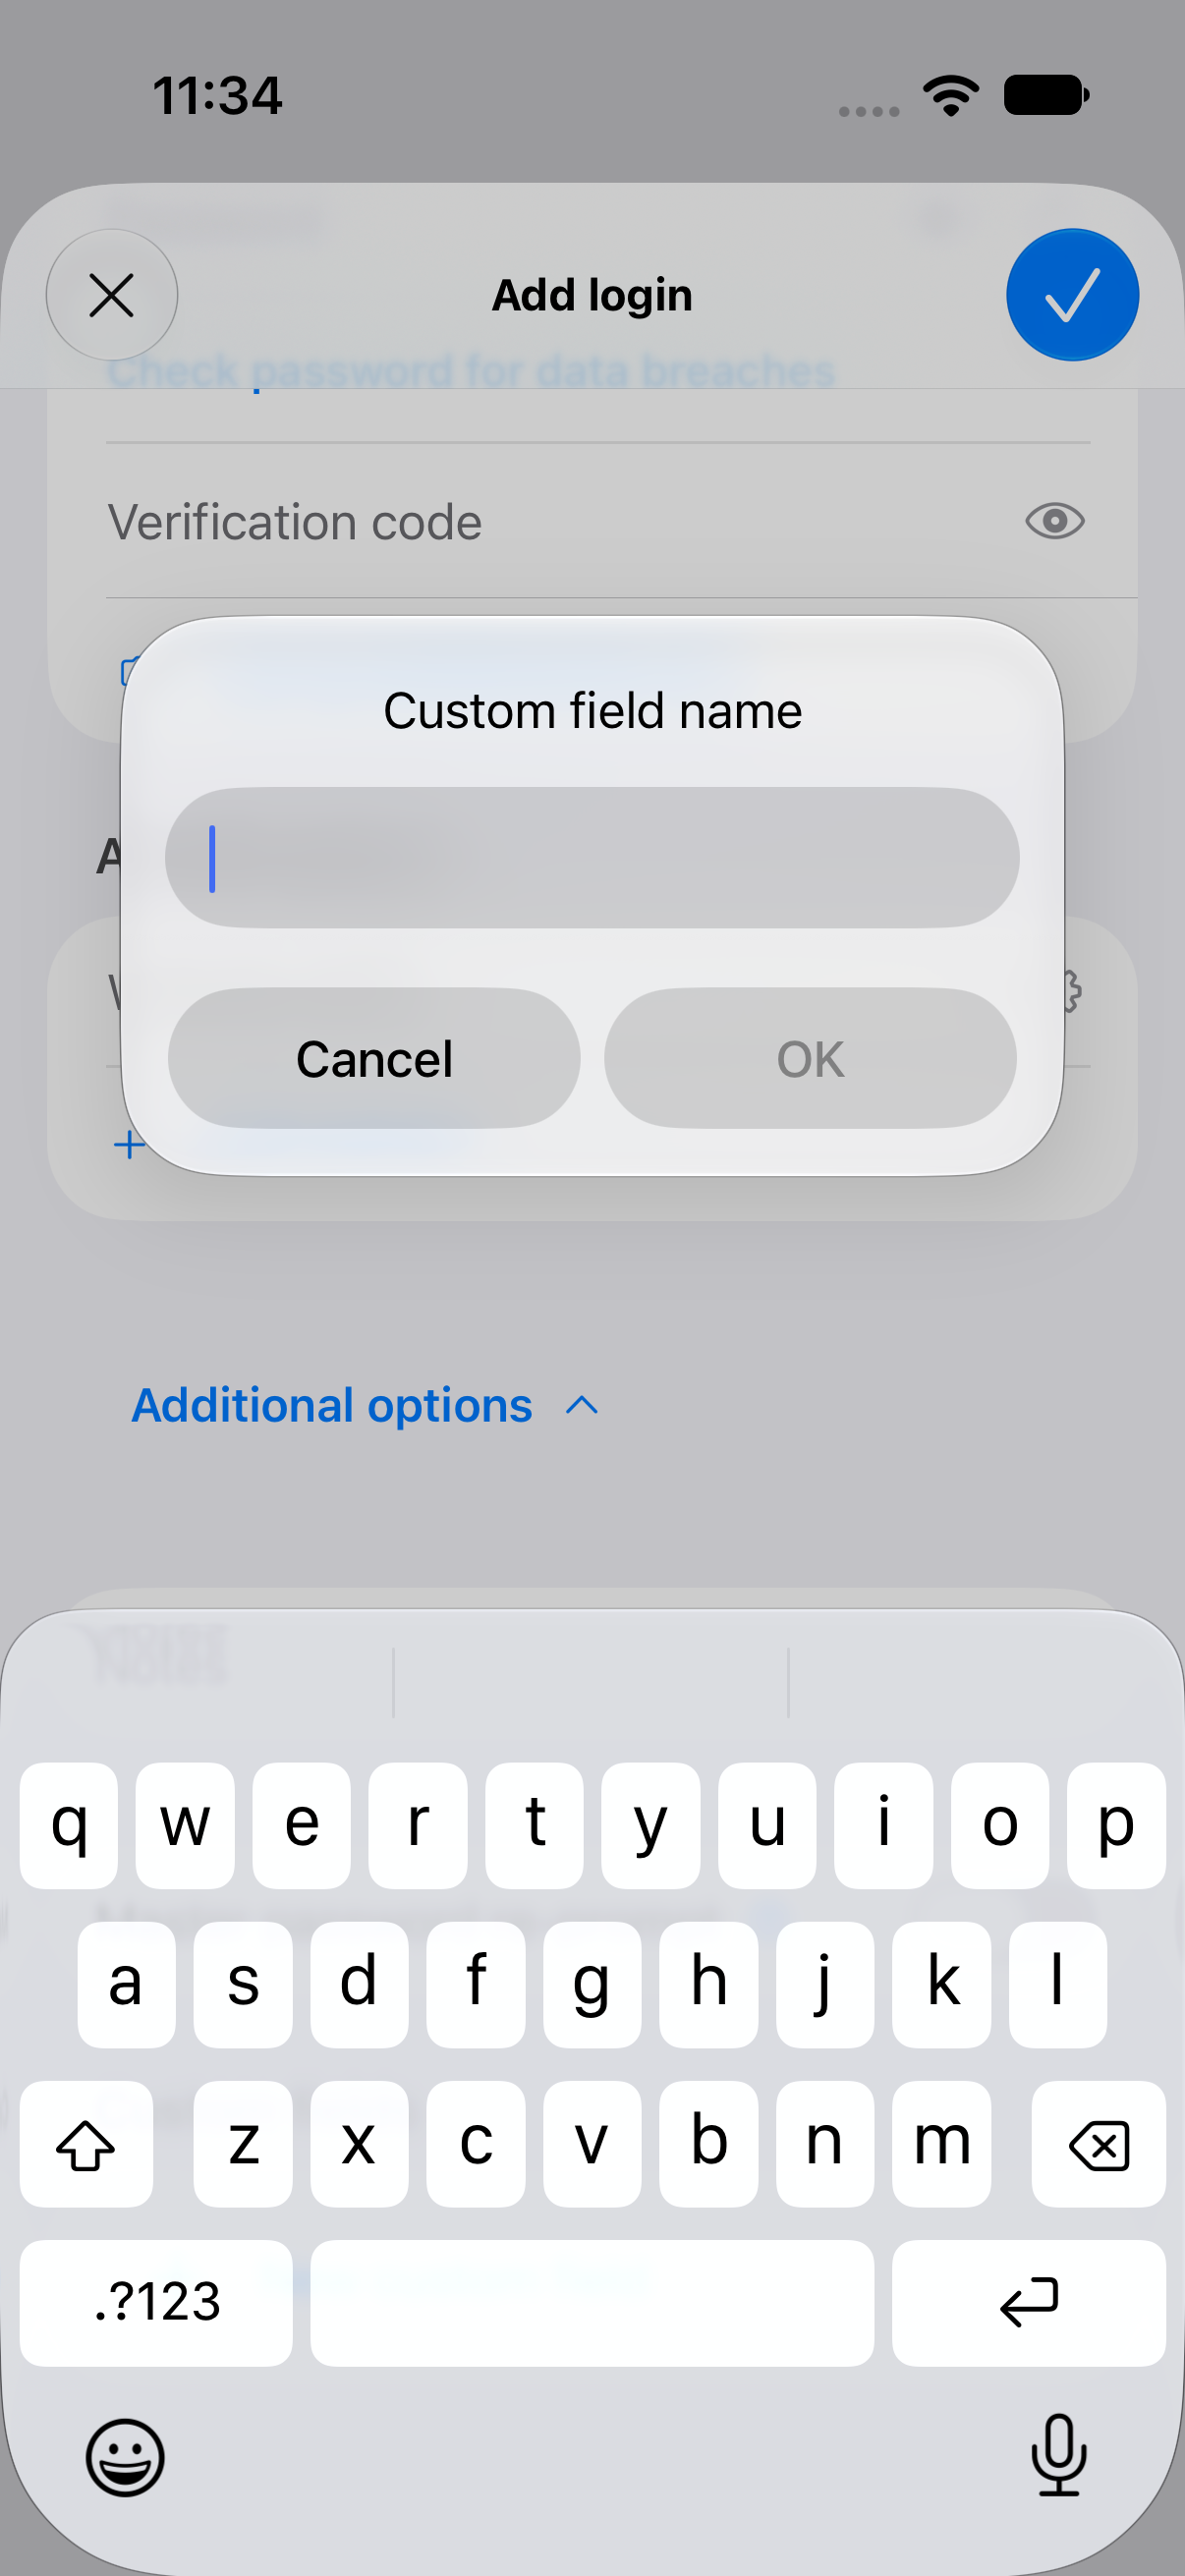 11:34
Add login
Check password for data breaches
Verification code
Custom field name
Cancel
OK
Additional options
Notes
q w e r t y u i o p
a s d f g h j k l
z x c v b n m
.?123